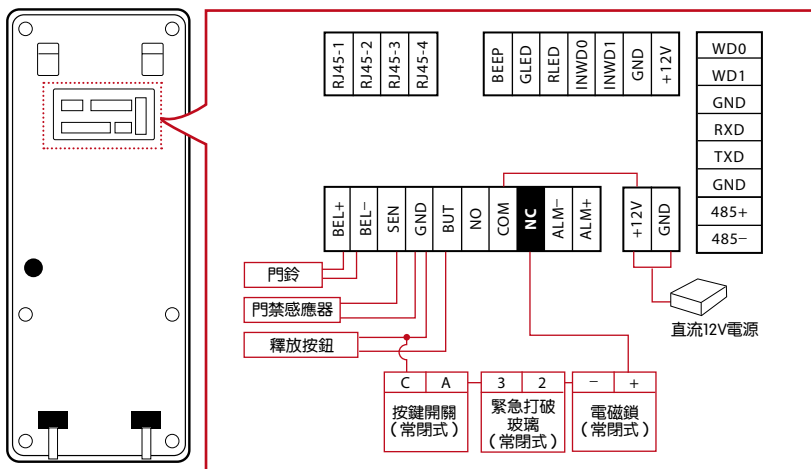 RJ45-1
RJ45-2
RJ45-3
RJ45-4
BEEP
GLED
RLED
INWD0
INWD1
GND
+12V
WD0
WD1
GND
RXD
TXD
GND
485+
485−
BEL+
BEL−
SEN
GND
BUT
NO
COM
NC
ALM−
ALM+
+12V
GND
門鈴
門禁感應器
釋放按鈕
直流12V電源
C
A
按鍵開關
(常閉式)
3
2
緊急打破
玻璃
(常閉式)
−
+
電磁鎖
(常閉式)